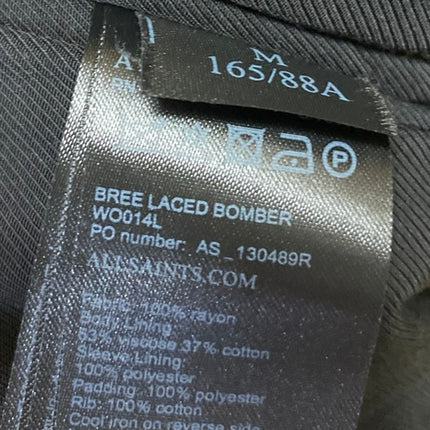 M
165/88A
BREE LACED BOMBER
WO014L
PO number: AS_130489R
ALLSAINTS.COM
Fabric: 100% rayon
Body Lining:
63% viscose 37% cotton
Sleeve Lining:
100% polyester
Padding: 100% polyester
Rib: 100% cotton
Cool iron on reverse side